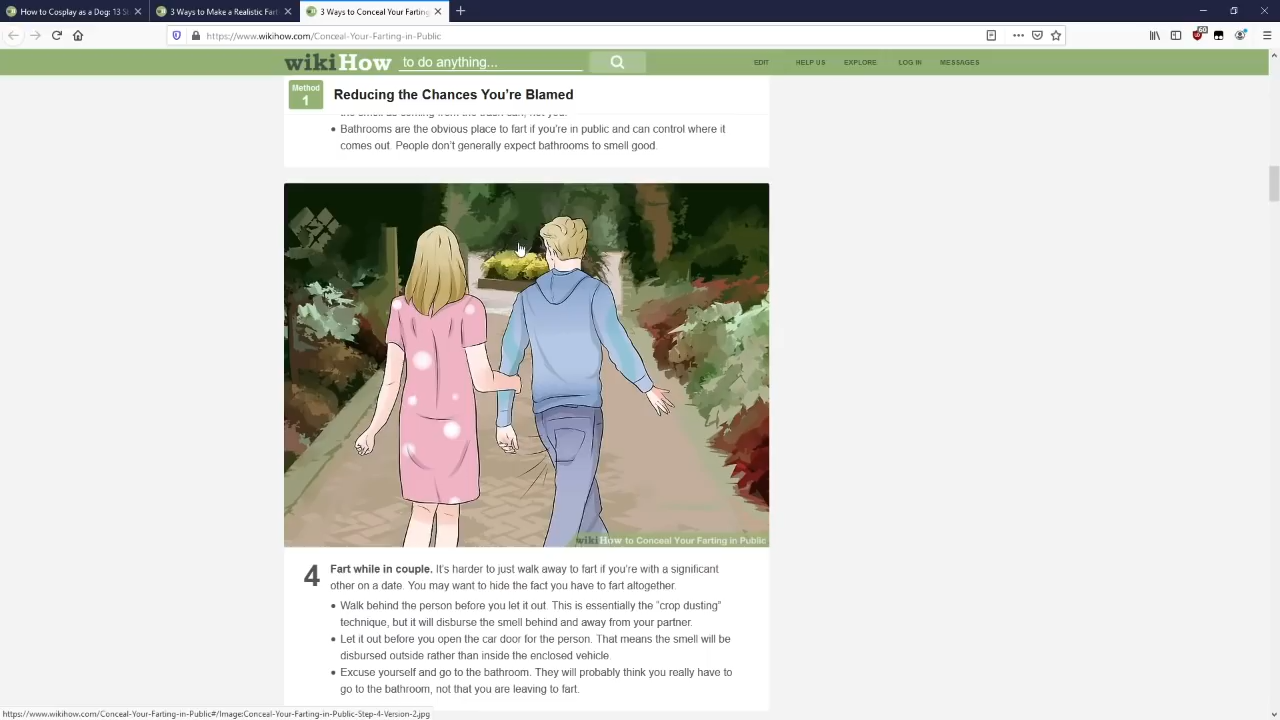 How to Cosplay as a Dog: 13 St
3 Ways to Make a Realistic Fart
3 Ways to Conceal Your Farting
https://www.wikihow.com/Conceal-Your-Farting-in-Public
60
wikiHow to do anything...
EDIT HELP US EXPLORE LOG IN MESSAGES
Method
1
Reducing the Chances You're Blamed
the smell as coming from the trash can, not you.
• Bathrooms are the obvious place to fart if you're in public and can control where it
comes out. People don't generally expect bathrooms to smell good.
wikiHow to Conceal Your Farting in Public
4 Fart while in couple. It's harder to just walk away to fart if you're with a significant
other on a date. You may want to hide the fact you have to fart altogether.
• Walk behind the person before you let it out. This is essentially the "crop dusting"
technique, but it will disburse the smell behind and away from your partner.
• Let it out before you open the car door for the person. That means the smell will be
disbursed outside rather than inside the enclosed vehicle.
• Excuse yourself and go to the bathroom. They will probably think you really have to
go to the bathroom, not that you are leaving to fart.
https://www.wikihow.com/Conceal-Your-Farting-in-Public#/Image:Conceal-Your-Farting-in-Public-Step-4-Version-2.jpg